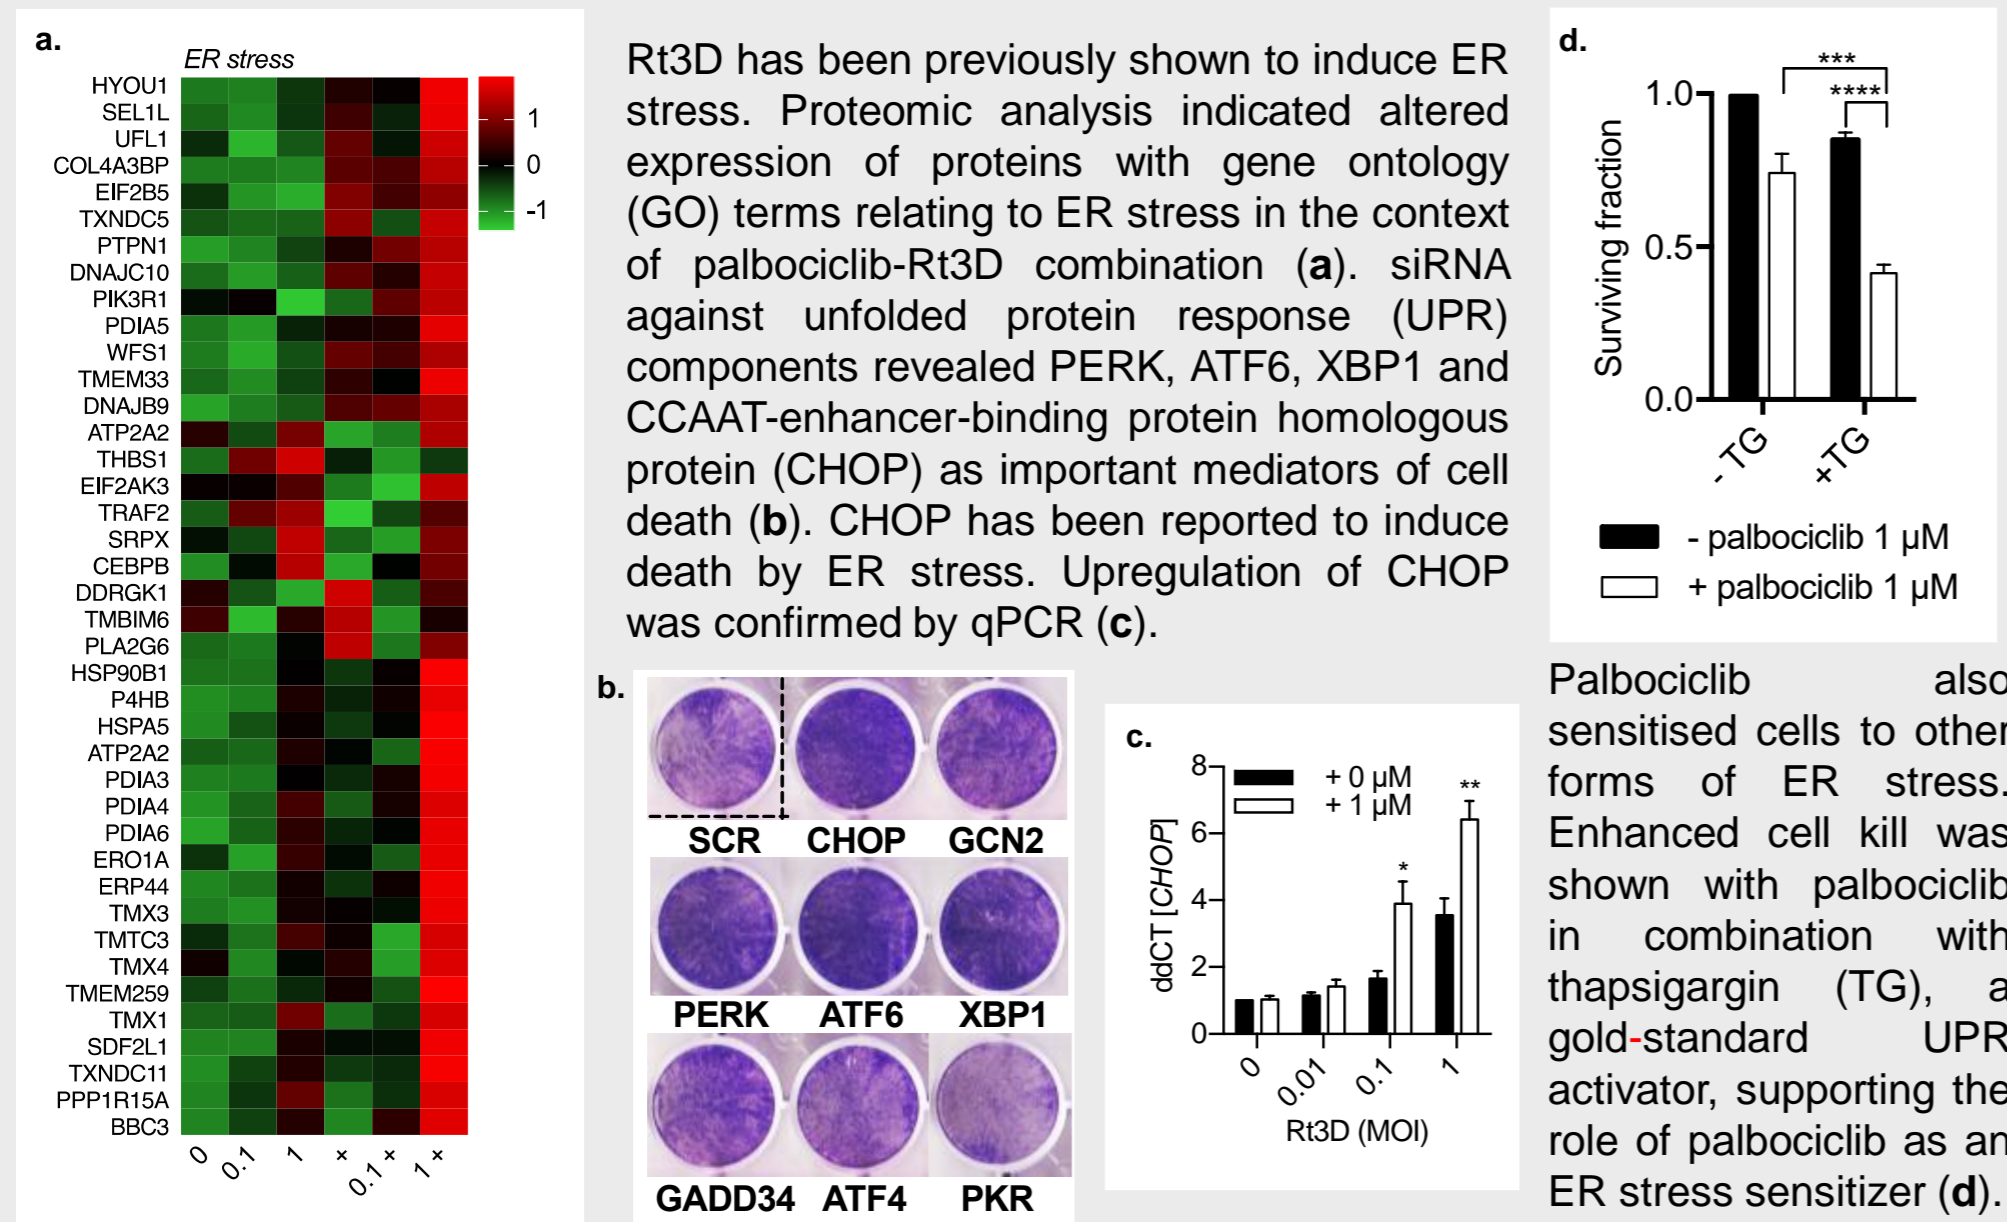 a.
ER stress
HYOU1
SEL1L
UFL1
COL4A3BP
EIF2B5
TXNDC5
PTPN1
DNAJC10
PIK3R1
PDIA5
WFS1
TMEM33
DNAJB9
ATP2A2
THBS1
EIF2AK3
TRAF2
SRPX
CEBPB
DDRGK1
TMBIM6
PLA2G6
HSP90B1
P4HB
HSPA5
ATP2A2
PDIA3
PDIA4
PDIA6
ERO1A
ERP44
TMX3
TMTC3
TMX4
TMEM259
TMX1
SDF2L1
TXNDC11
PPP1R15A
BBC3
0 0.1 1 + 0.1 + 1 +
1
0
-1
Rt3D has been previously shown to induce ER
stress. Proteomic analysis indicated altered
expression of proteins with gene ontology
(GO) terms relating to ER stress in the context
of palbociclib-Rt3D combination (a). siRNA
against unfolded protein response (UPR)
components revealed PERK, ATF6, XBP1 and
CCAAT-enhancer-binding protein homologous
protein (CHOP) as important mediators of cell
death (b). CHOP has been reported to induce
death by ER stress. Upregulation of CHOP
was confirmed by qPCR (c).
b.
SCR CHOP GCN2
PERK ATF6 XBP1
GADD34 ATF4 PKR
c.
ddCT [CHOP]
8
6
4
2
0
+ 0 µM
+ 1 µM
*
**
0 0.01 0.1 1
Rt3D (MOI)
d.
Surviving fraction
1.0
0.5
0.0
***
****
- TG +TG
- palbociclib 1 µM
+ palbociclib 1 µM
Palbociclib also
sensitised cells to other
forms of ER stress.
Enhanced cell kill was
shown with palbociclib
in combination with
thapsigargin (TG), a
gold-standard UPR
activator, supporting the
role of palbociclib as an
ER stress sensitizer (d).